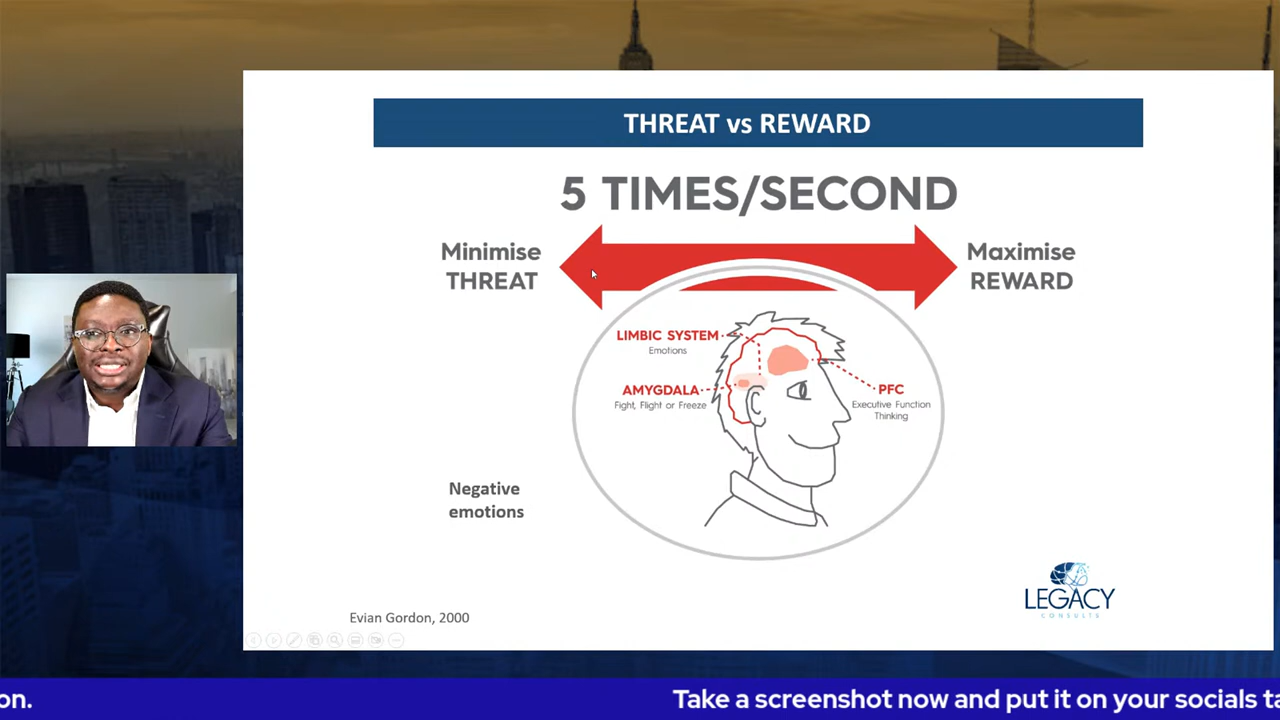 THREAT vs REWARD
5 TIMES/SECOND
Minimise
THREAT
Maximise
REWARD
LIMBIC SYSTEM
Emotions
AMYGDALA
Fight, Flight or Freeze
PFC
Executive Function
Thinking
Negative
emotions
Evian Gordon, 2000
LEGACY
CONSULTS
on.
Take a screenshot now and put it on your socials ta